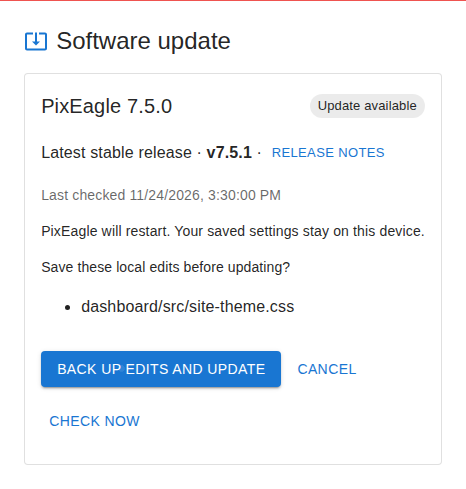 Software update
PixEagle 7.5.0
Update available
Latest stable release · v7.5.1 · RELEASE NOTES
Last checked 11/24/2026, 3:30:00 PM
PixEagle will restart. Your saved settings stay on this device.
Save these local edits before updating?
• dashboard/src/site-theme.css
BACK UP EDITS AND UPDATE
CANCEL
CHECK NOW